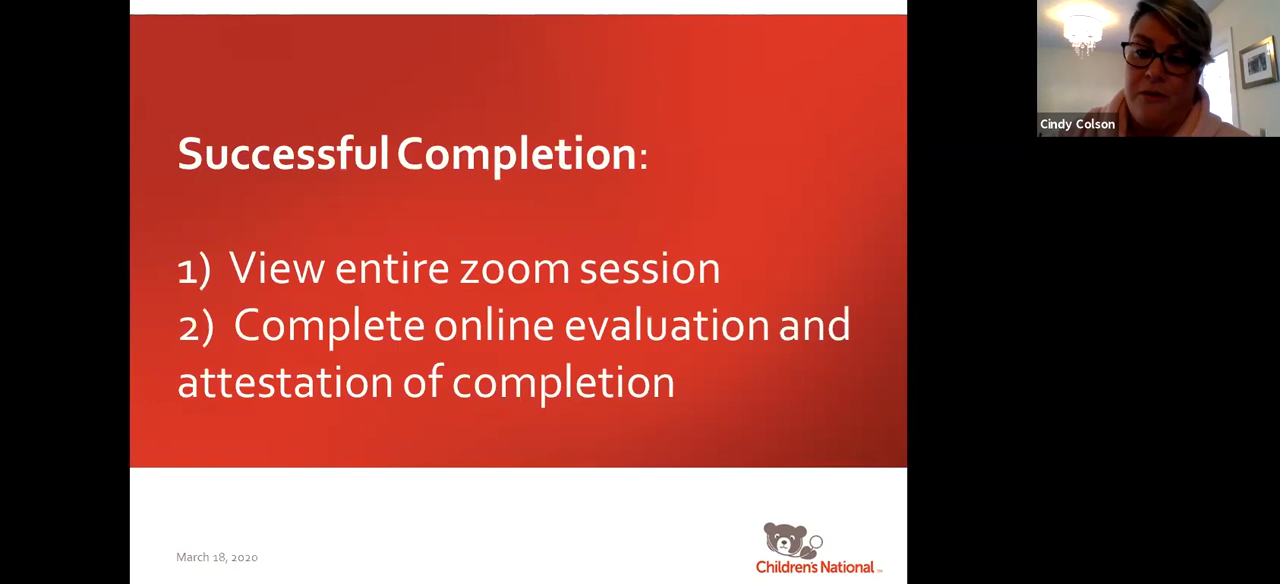 Successful Completion:
1) View entire zoom session
2) Complete online evaluation and
attestation of completion
March 18, 2020
Children's National
Cindy Colson